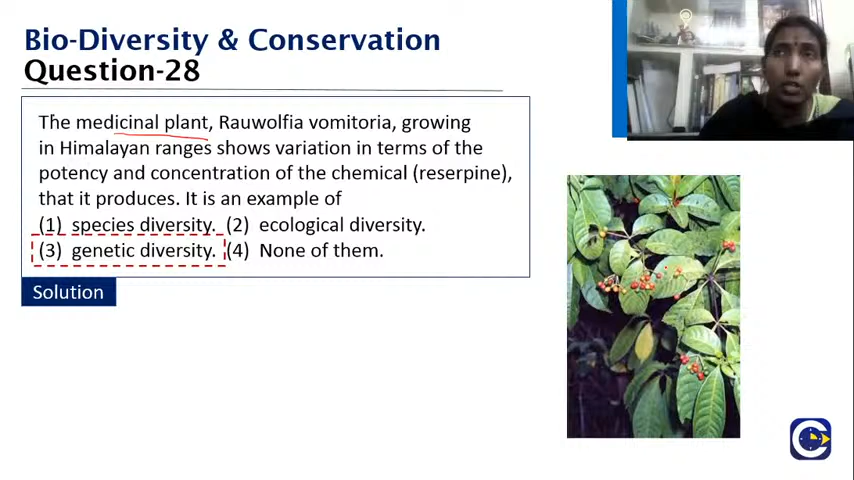 Bio-Diversity & Conservation
Question-28
The medicinal plant, Rauwolfia vomitoria, growing
in Himalayan ranges shows variation in terms of the
potency and concentration of the chemical (reserpine),
that it produces. It is an example of
(1) species diversity. (2) ecological diversity.
(3) genetic diversity. (4) None of them.
Solution